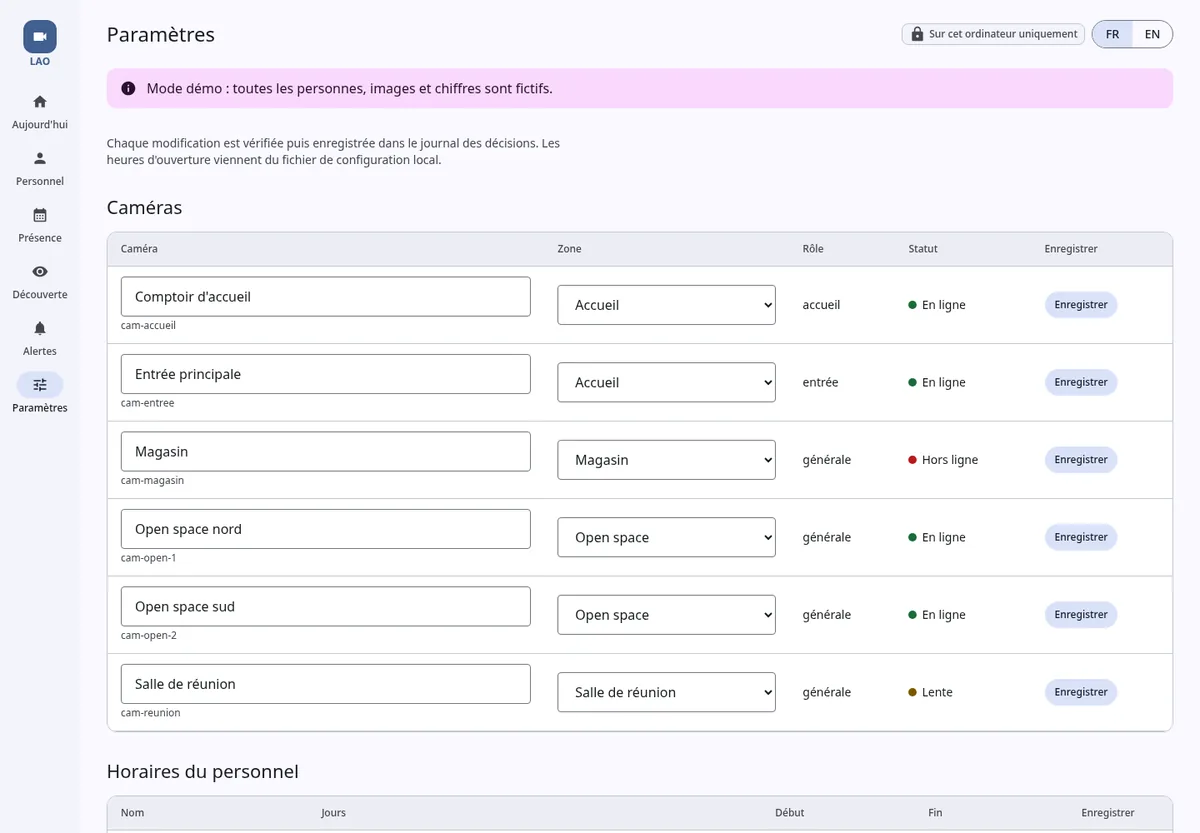 LAO
Aujourd'hui
Personnel
Présence
Découverte
Alertes
Paramètres
Paramètres
Sur cet ordinateur uniquement
FR
EN
Mode démo : toutes les personnes, images et chiffres sont fictifs.
Chaque modification est vérifiée puis enregistrée dans le journal des décisions. Les
heures d'ouverture viennent du fichier de configuration local.
Caméras
Caméra Zone Rôle Statut Enregistrer
Comptoir d'accueil Accueil accueil En ligne Enregistrer
cam-accueil
Entrée principale Accueil entrée En ligne Enregistrer
cam-entree
Magasin Magasin générale Hors ligne Enregistrer
cam-magasin
Open space nord Open space générale En ligne Enregistrer
cam-open-1
Open space sud Open space générale En ligne Enregistrer
cam-open-2
Salle de réunion Salle de réunion générale Lente Enregistrer
cam-reunion
Horaires du personnel
Nom Jours Début Fin Enregistrer